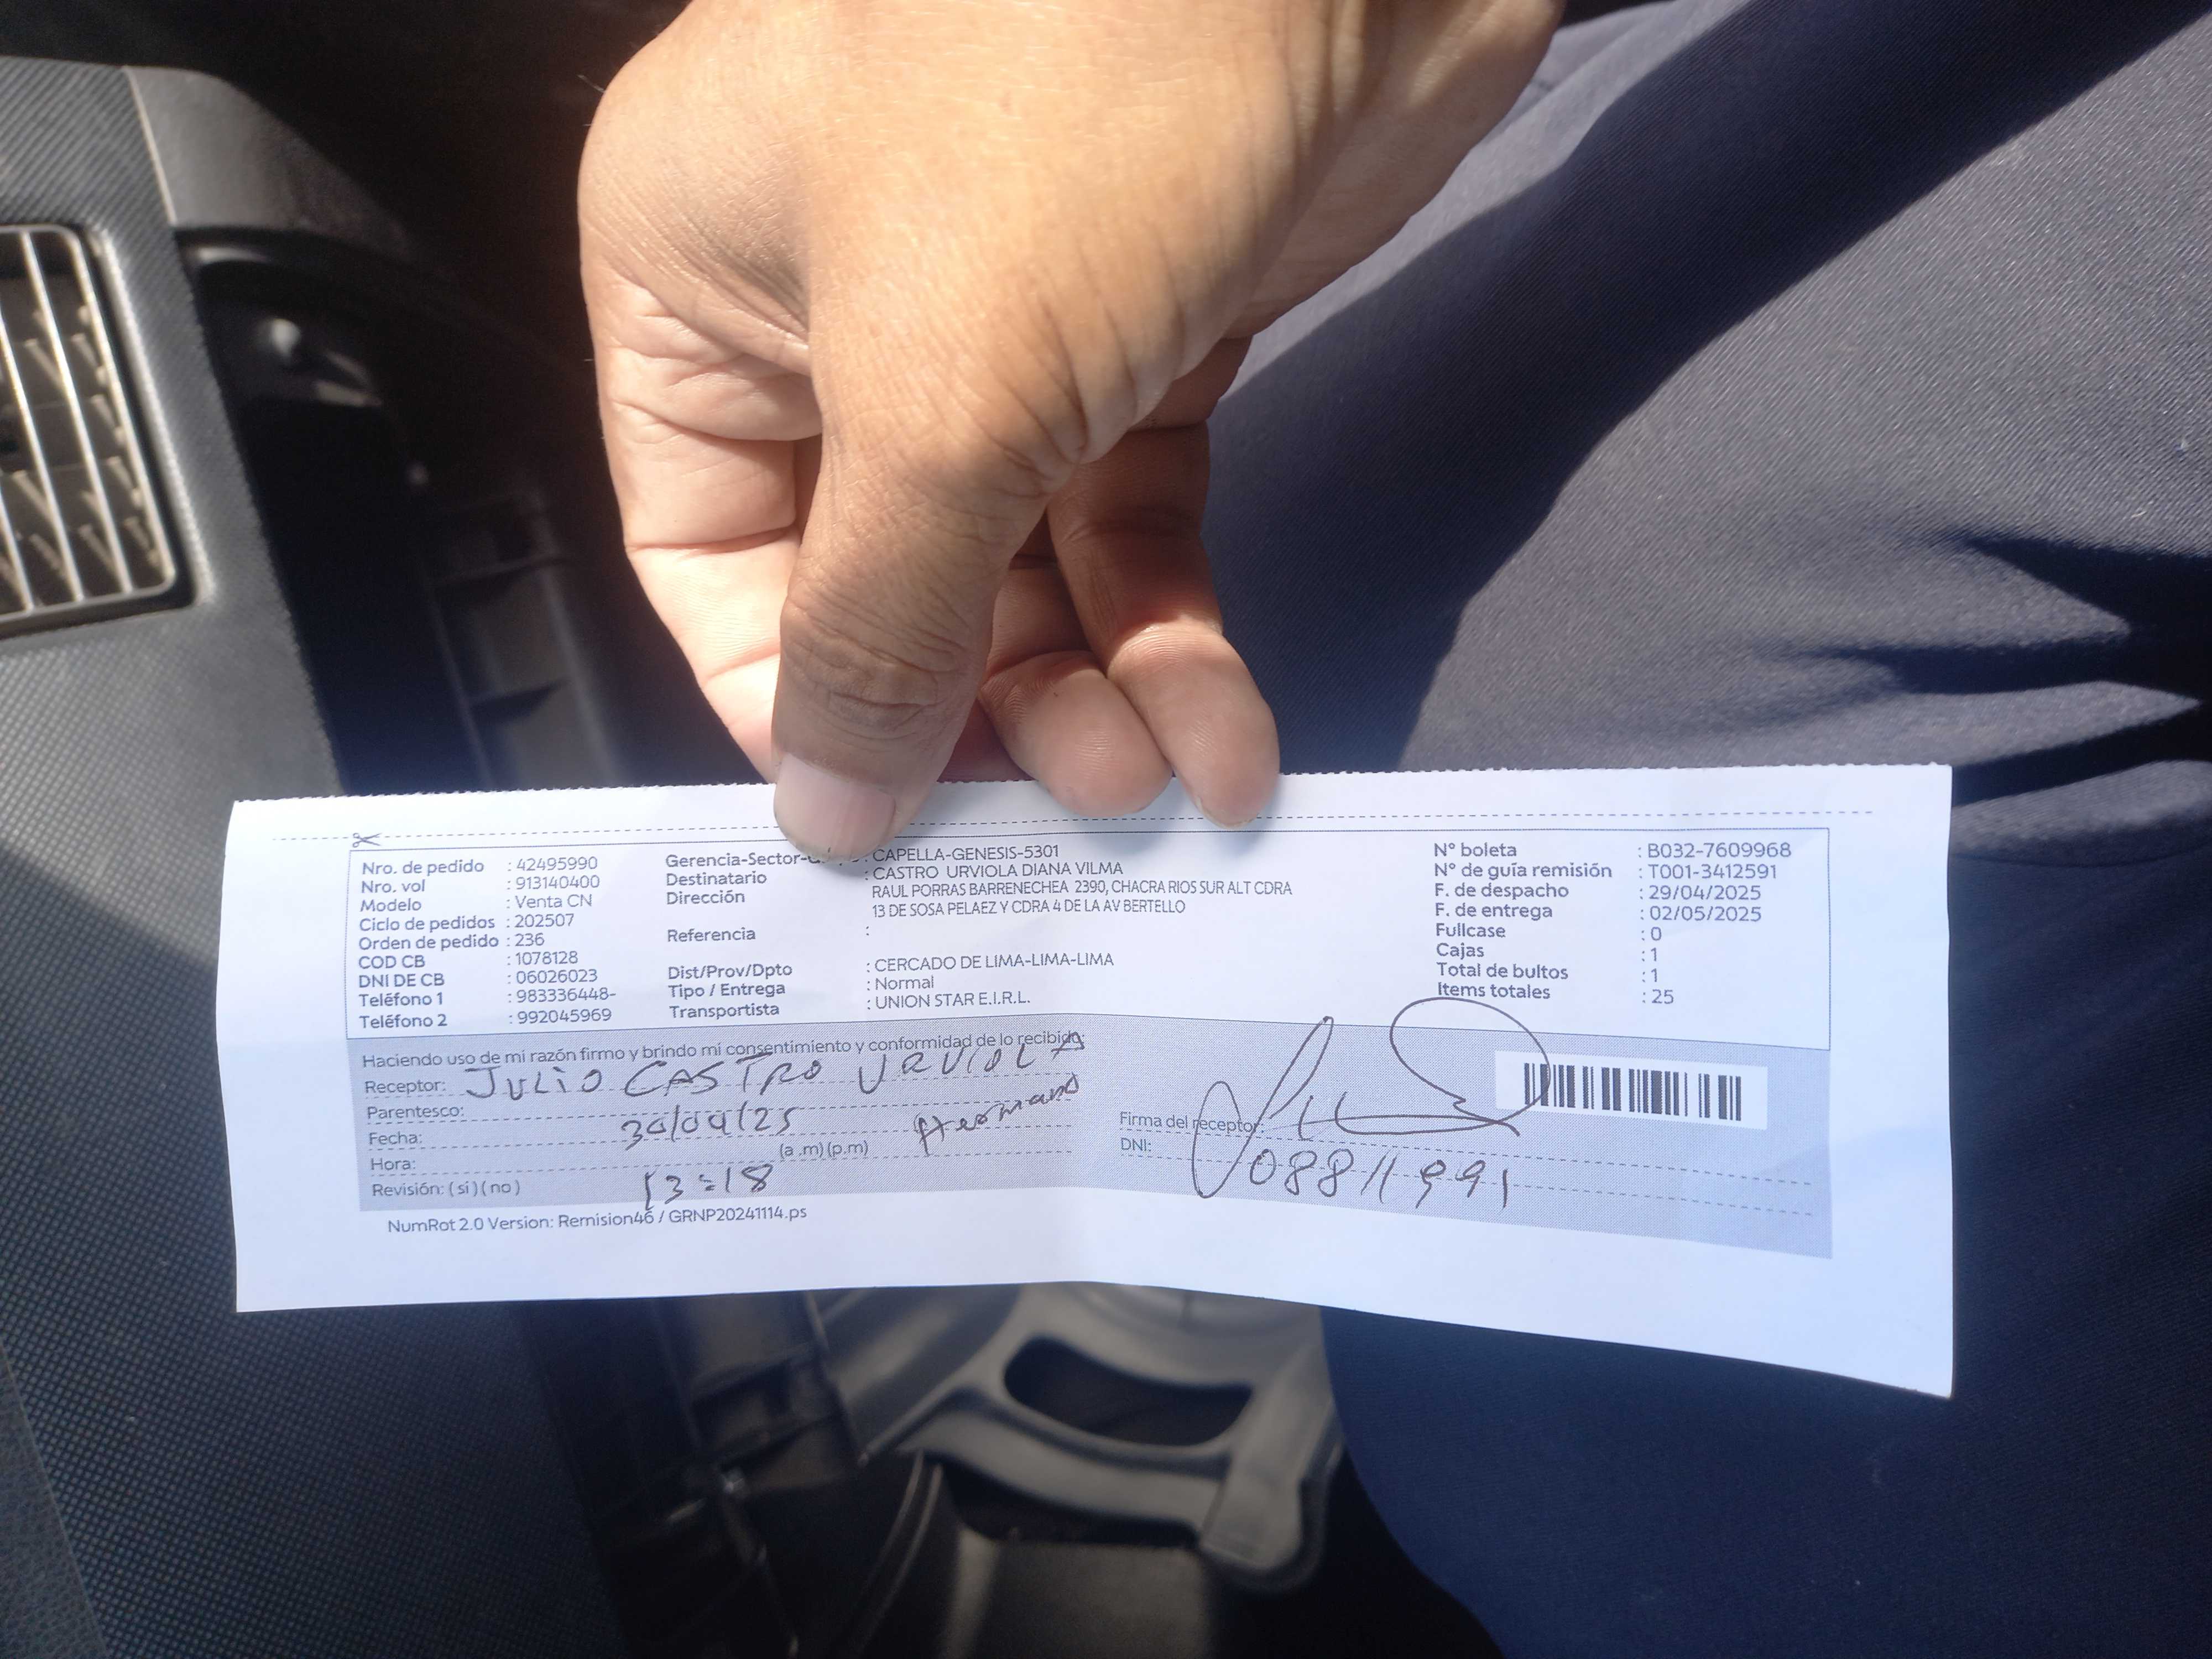 Nro. de pedido : 42495990
Nro. vol : 913140400
Modelo : Venta CN
Ciclo de pedidos : 202507
Orden de pedido : 236
COD CB : 1078128
DNI DE CB : 06026023
Teléfono 1 : 983336448-
Teléfono 2 : 992045969
Gerencia-Sector- : CAPELLA-GENESIS-5301
Destinatario : CASTRO URVIOLA DIANA VILMA
Dirección RAUL PORRAS BARRENECHEA 2390, CHACRA RIOS SUR ALT CDRA
13 DE SOSA PELAEZ Y CDRA 4 DE LA AV BERTELLO
Referencia :
Dist/Prov/Dpto : CERCADO DE LIMA-LIMA-LIMA
Tipo / Entrega : Normal
Transportista : UNION STAR E.I.R.L.
N° boleta : B032-7609968
N° de guía remisión : T001-3412591
F. de despacho : 29/04/2025
F. de entrega : 02/05/2025
Fullcase : 0
Cajas : 1
Total de bultos : 1
Items totales : 25
Haciendo uso de mi razón firmo y brindo mi consentimiento y conformidad de lo recibido:
Receptor: JULIO CASTRO URVIOLA
Parentesco: Hermano
Fecha: 30/04/25
Hora: (a .m) (p.m)
Revisión: ( si ) ( no ) 13:18
Firma del receptor:
DNI: 08811991
NumRot 2.0 Version: Remision46 / GRNP20241114.ps